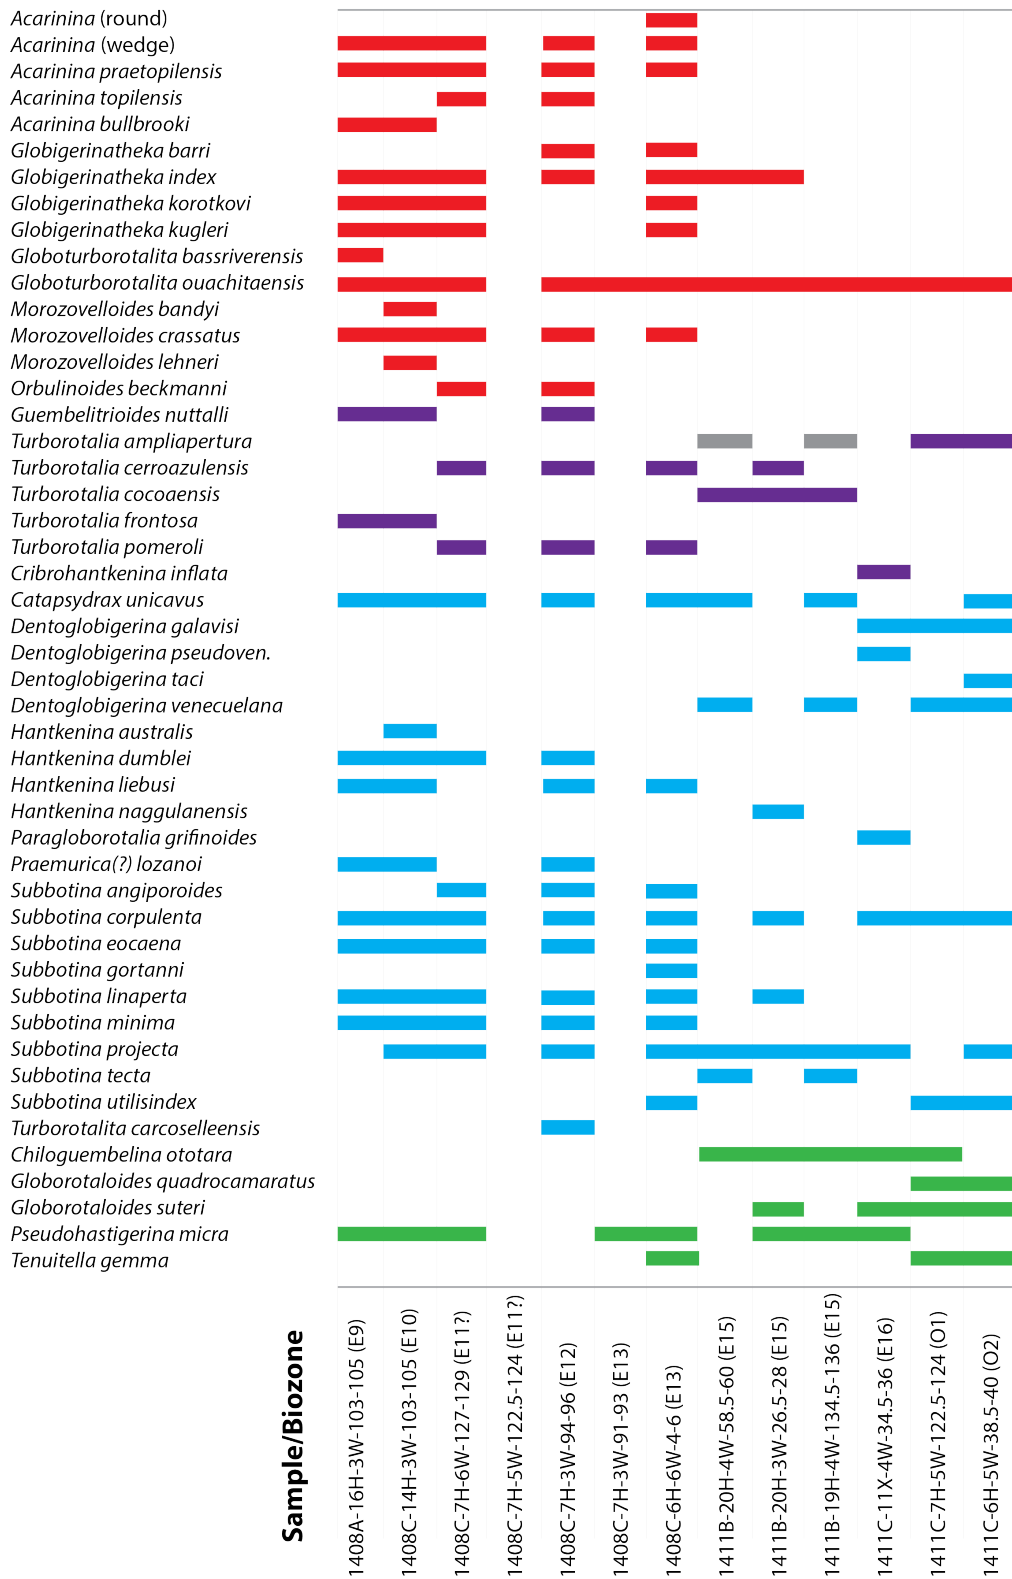 Acarinina (round)
Acarinina (wedge)
Acarinina praetopilensis
Acarinina topilensis
Acarinina bullbrooki
Globigerinatheka barri
Globigerinatheka index
Globigerinatheka korotkovi
Globigerinatheka kugleri
Globoturborotalita bassriverensis
Globoturborotalita ouachitaensis
Morozovelloides bandyi
Morozovelloides crassatus
Morozovelloides lehneri
Orbulinoides beckmanni
Guembelitrioides nuttalli
Turborotalia ampliapertura
Turborotalia cerroazulensis
Turborotalia cocoaensis
Turborotalia frontosa
Turborotalia pomeroli
Cribrohantkenina inflata
Catapsydrax unicavus
Dentoglobigerina galavisi
Dentoglobigerina pseudoven.
Dentoglobigerina taci
Dentoglobigerina venecuelana
Hantkenina australis
Hantkenina dumblei
Hantkenina liebusi
Hantkenina naggulanensis
Paragloborotalia grifinoides
Praemurica(?) lozanoi
Subbotina angiporoides
Subbotina corpulenta
Subbotina eocaena
Subbotina gortanni
Subbotina linaperta
Subbotina minima
Subbotina projecta
Subbotina tecta
Subbotina utilisindex
Turborotalita carcoselleensis
Chiloguembelina ototara
Globorotaloides quadrocamaratus
Globorotaloides suteri
Pseudohastigerina micra
Tenuitella gemma
Sample/Biozone
1408A-16H-3W-103-105 (E9)
1408C-14H-3W-103-105 (E10)
1408C-7H-6W-127-129 (E11?)
1408C-7H-5W-122.5-124 (E11?)
1408C-7H-3W-94-96 (E12)
1408C-7H-3W-91-93 (E13)
1408C-6H-6W-4-6 (E13)
1411B-20H-4W-58.5-60 (E15)
1411B-20H-3W-26.5-28 (E15)
1411B-19H-4W-134.5-136 (E15)
1411C-11X-4W-34.5-36 (E16)
1411C-7H-5W-122.5-124 (O1)
1411C-6H-5W-38.5-40 (O2)